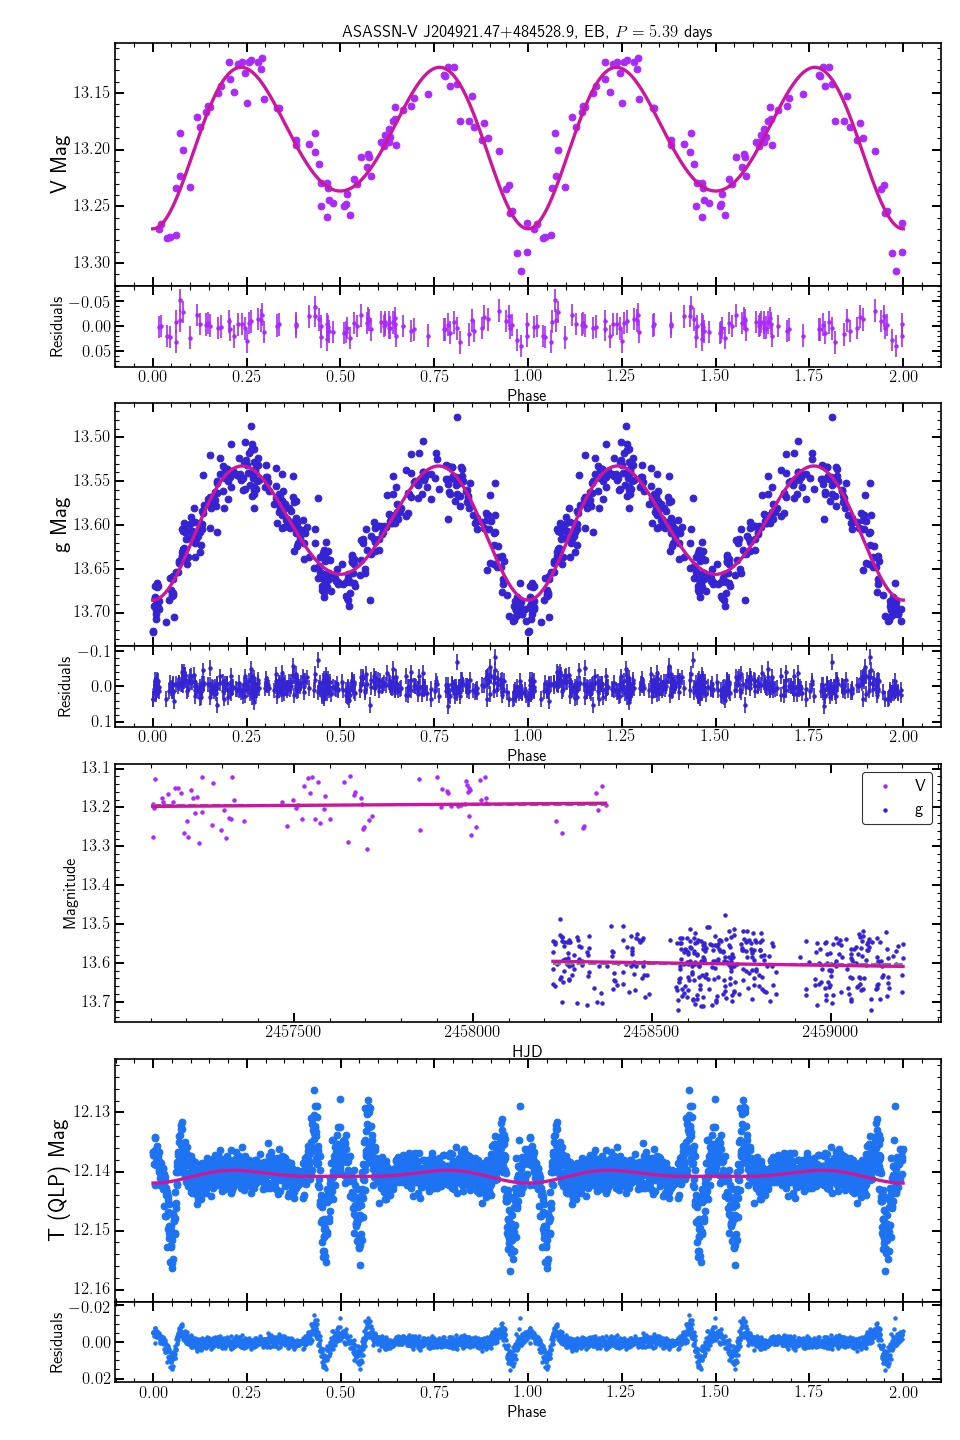 ASASSN-V J204921.47+484528.9, EB, P = 5.39 days
V Mag
13.15
13.20
13.25
13.30
Residuals
−0.05
0.00
0.05
0.00 0.25 0.50 0.75 1.00 1.25 1.50 1.75 2.00
Phase
g Mag
13.50
13.55
13.60
13.65
13.70
Residuals
−0.1
0.0
0.1
0.00 0.25 0.50 0.75 1.00 1.25 1.50 1.75 2.00
Phase
Magnitude
13.1
13.2
13.3
13.4
13.5
13.6
13.7
V
g
2457500 2458000 2458500 2459000
HJD
T (QLP) Mag
12.13
12.14
12.15
12.16
Residuals
−0.02
0.00
0.02
0.00 0.25 0.50 0.75 1.00 1.25 1.50 1.75 2.00
Phase